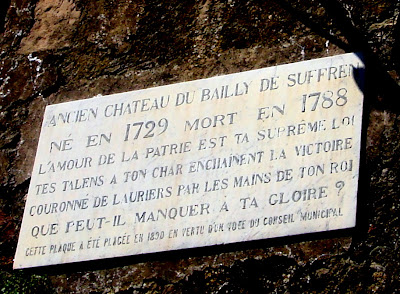 ANCIEN CHATEAU DU BAILLY DE SUFFREN
NÉ EN 1729 MORT EN 1788
L'AMOUR DE LA PATRIE EST TA SUPRÊME LOI
TES TALENS A TON CHAR ENCHAINENT LA VICTOIRE
COURONNÉ DE LAURIERS PAR LES MAINS DE TON ROI
QUE PEUT-IL MANQUER À TA GLOIRE ?
CETTE PLAQUE A ÉTÉ PLACÉE EN 1890 EN VERTU D'UN VOEU DU CONSEIL MUNICIPAL